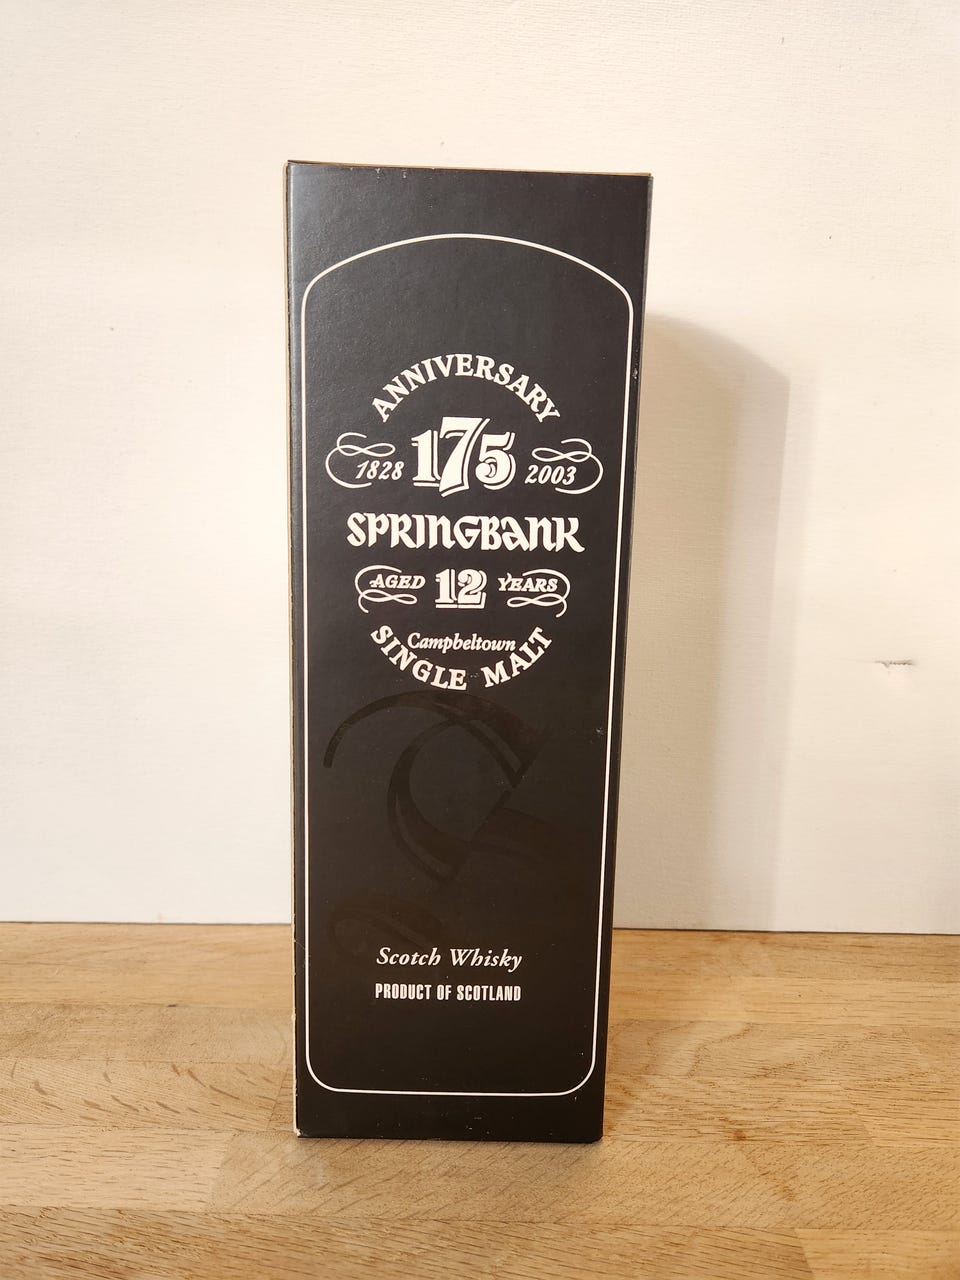 ANNIVERSARY
1828 175 2003
SPRINGBANK
AGED 12 YEARS
Campbeltown
SINGLE MALT
Scotch Whisky
PRODUCT OF SCOTLAND